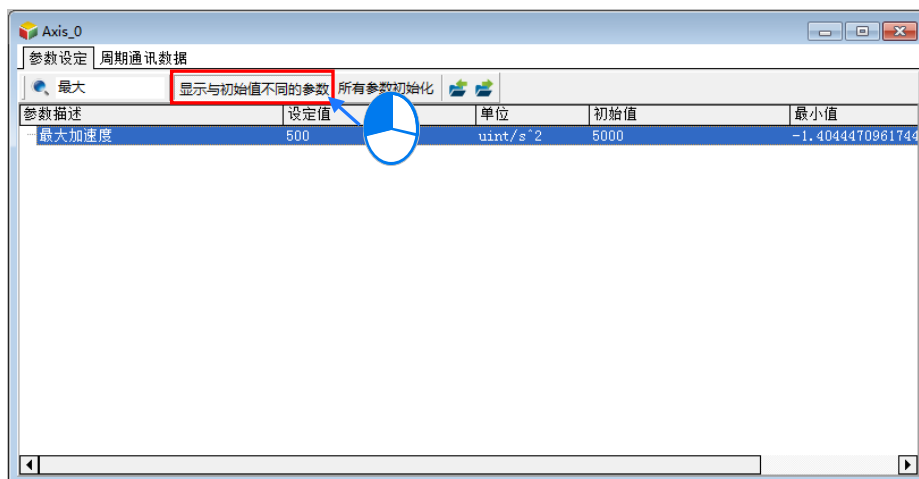 Axis_0
参数设定 周期通讯数据
最大 显示与初始值不同的参数 所有参数初始化
参数描述 设定值 单位 初始值 最小值
最大加速度 500 uint/s^2 5000 -1.4044470961744